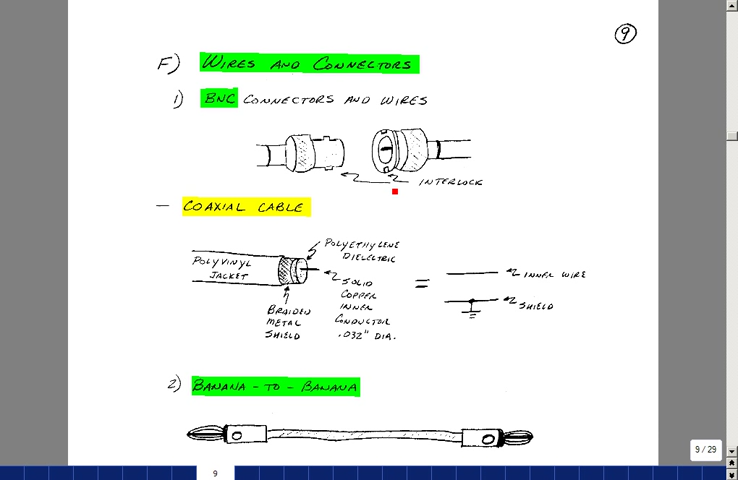 9
F) WIRES AND CONNECTORS
1) BNC CONNECTORS AND WIRES
INTERLOCK
— COAXIAL CABLE
POLYVINYL
JACKET
POLYETHYLENE
DIELECTRIC
SOLID
COPPER
INNER
CONDUCTOR
.032" DIA.
BRAIDED
METAL
SHIELD
=
INNER WIRE
SHIELD
2) BANANA - TO - BANANA
9 / 29
9